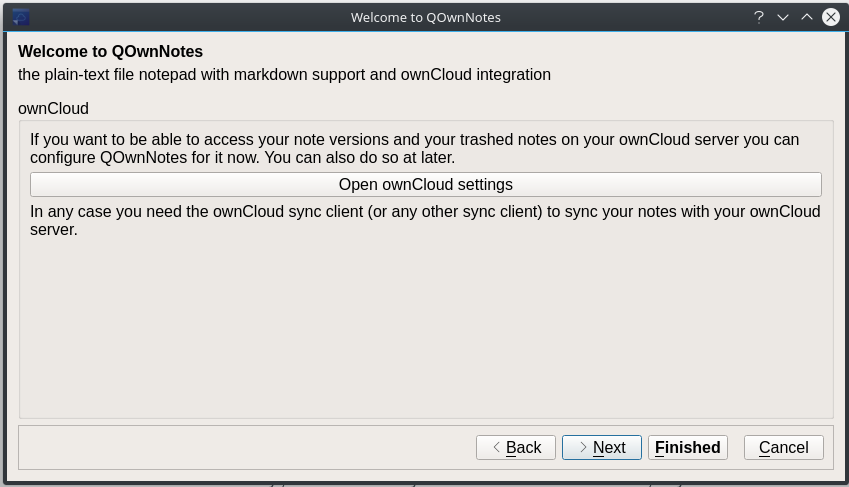 Welcome to QOwnNotes
?
Welcome to QOwnNotes
the plain-text file notepad with markdown support and ownCloud integration
ownCloud
If you want to be able to access your note versions and your trashed notes on your ownCloud server you can
configure QOwnNotes for it now. You can also do so at later.
Open ownCloud settings
In any case you need the ownCloud sync client (or any other sync client) to sync your notes with your ownCloud
server.
Back Next Finished Cancel